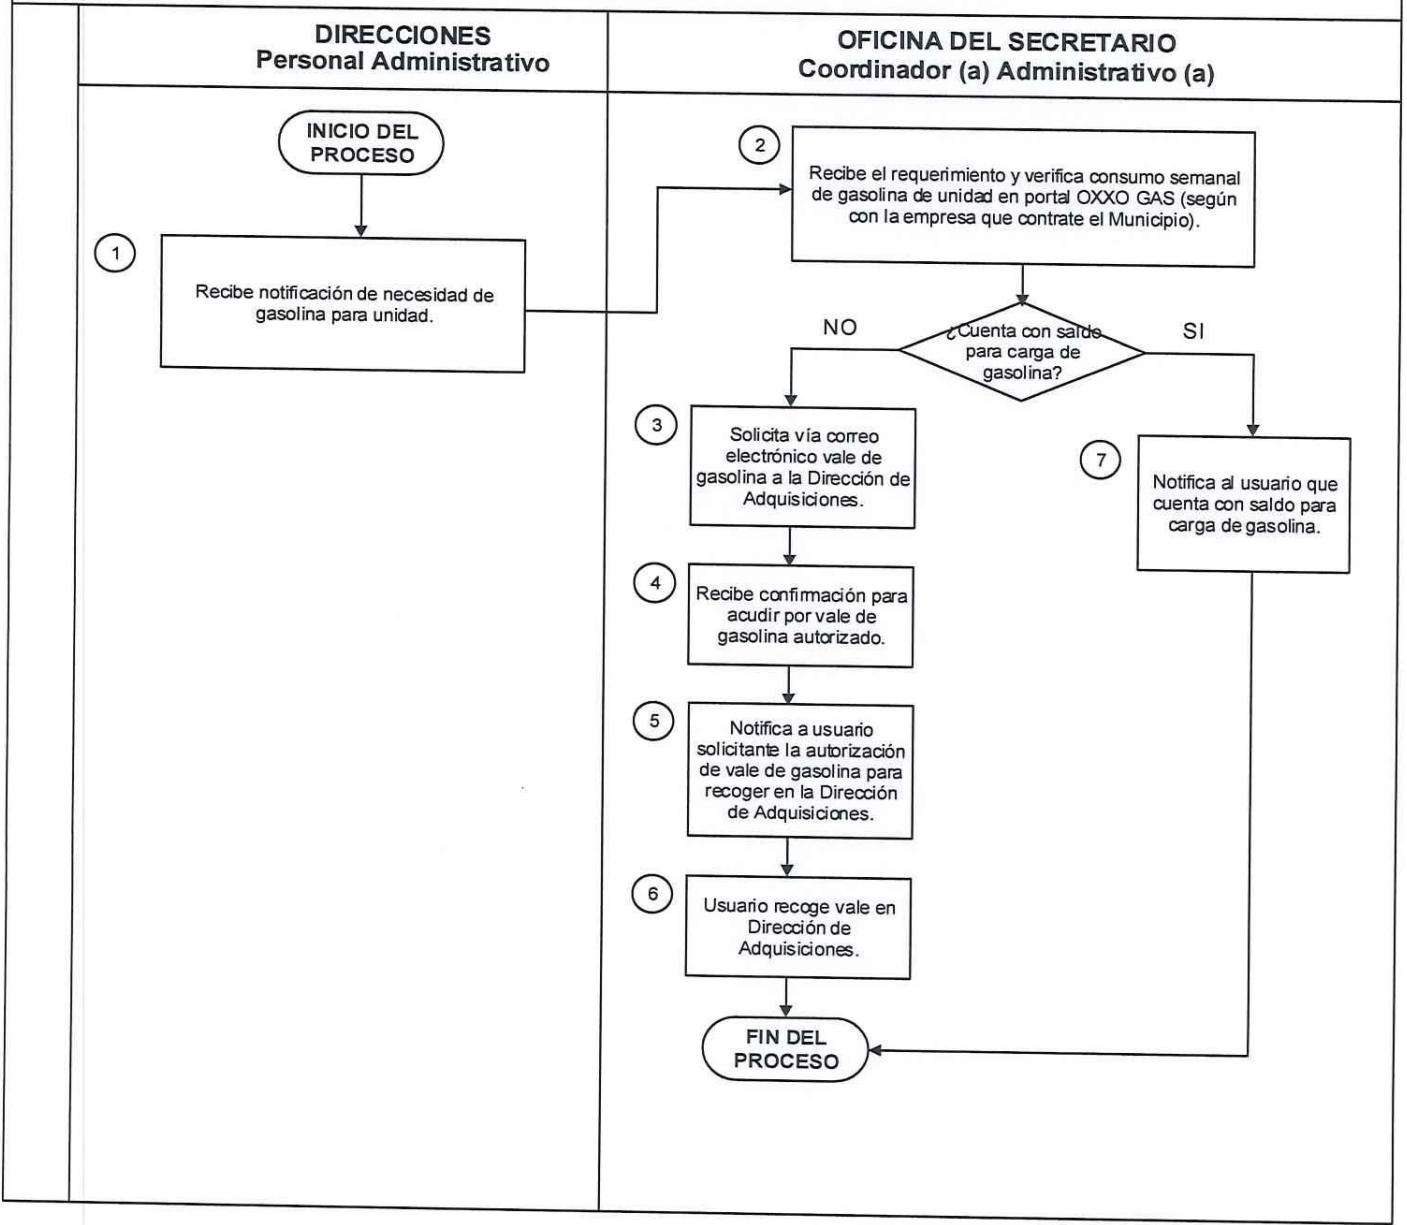 DIRECCIONES
Personal Administrativo
OFICINA DEL SECRETARIO
Coordinador (a) Administrativo (a)
INICIO DEL
PROCESO
1
Recibe notificación de necesidad de
gasolina para unidad.
2
Recibe el requerimiento y verifica consumo semanal
de gasolina de unidad en portal OXXO GAS (según
con la empresa que contrate el Municipio).
¿Cuenta con saldo
para carga de
gasolina?
NO
SI
3
Solicita vía correo
electrónico vale de
gasolina a la Dirección de
Adquisiciones.
4
Recibe confirmación para
acudir por vale de
gasolina autorizado.
5
Notifica a usuario
solicitante la autorización
de vale de gasolina para
recoger en la Dirección
de Adquisiciones.
6
Usuario recoge vale en
Dirección de
Adquisiciones.
7
Notifica al usuario que
cuenta con saldo para
carga de gasolina.
FIN DEL
PROCESO